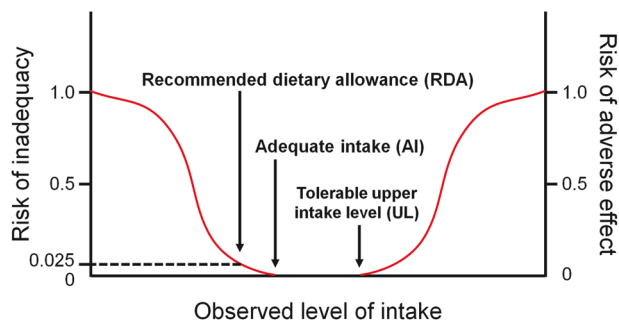 Recommended dietary allowance (RDA)
Adequate intake (AI)
Tolerable upper
intake level (UL)
Risk of inadequacy
1.0
0.5
0.025
0
Risk of adverse effect
1.0
0.5
0
Observed level of intake